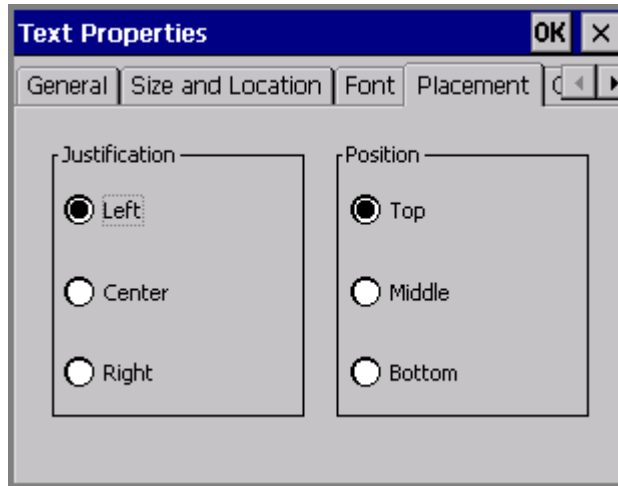 Text Properties OK
General Size and Location Font Placement
Justification Position
Left Top
Center Middle
Right Bottom